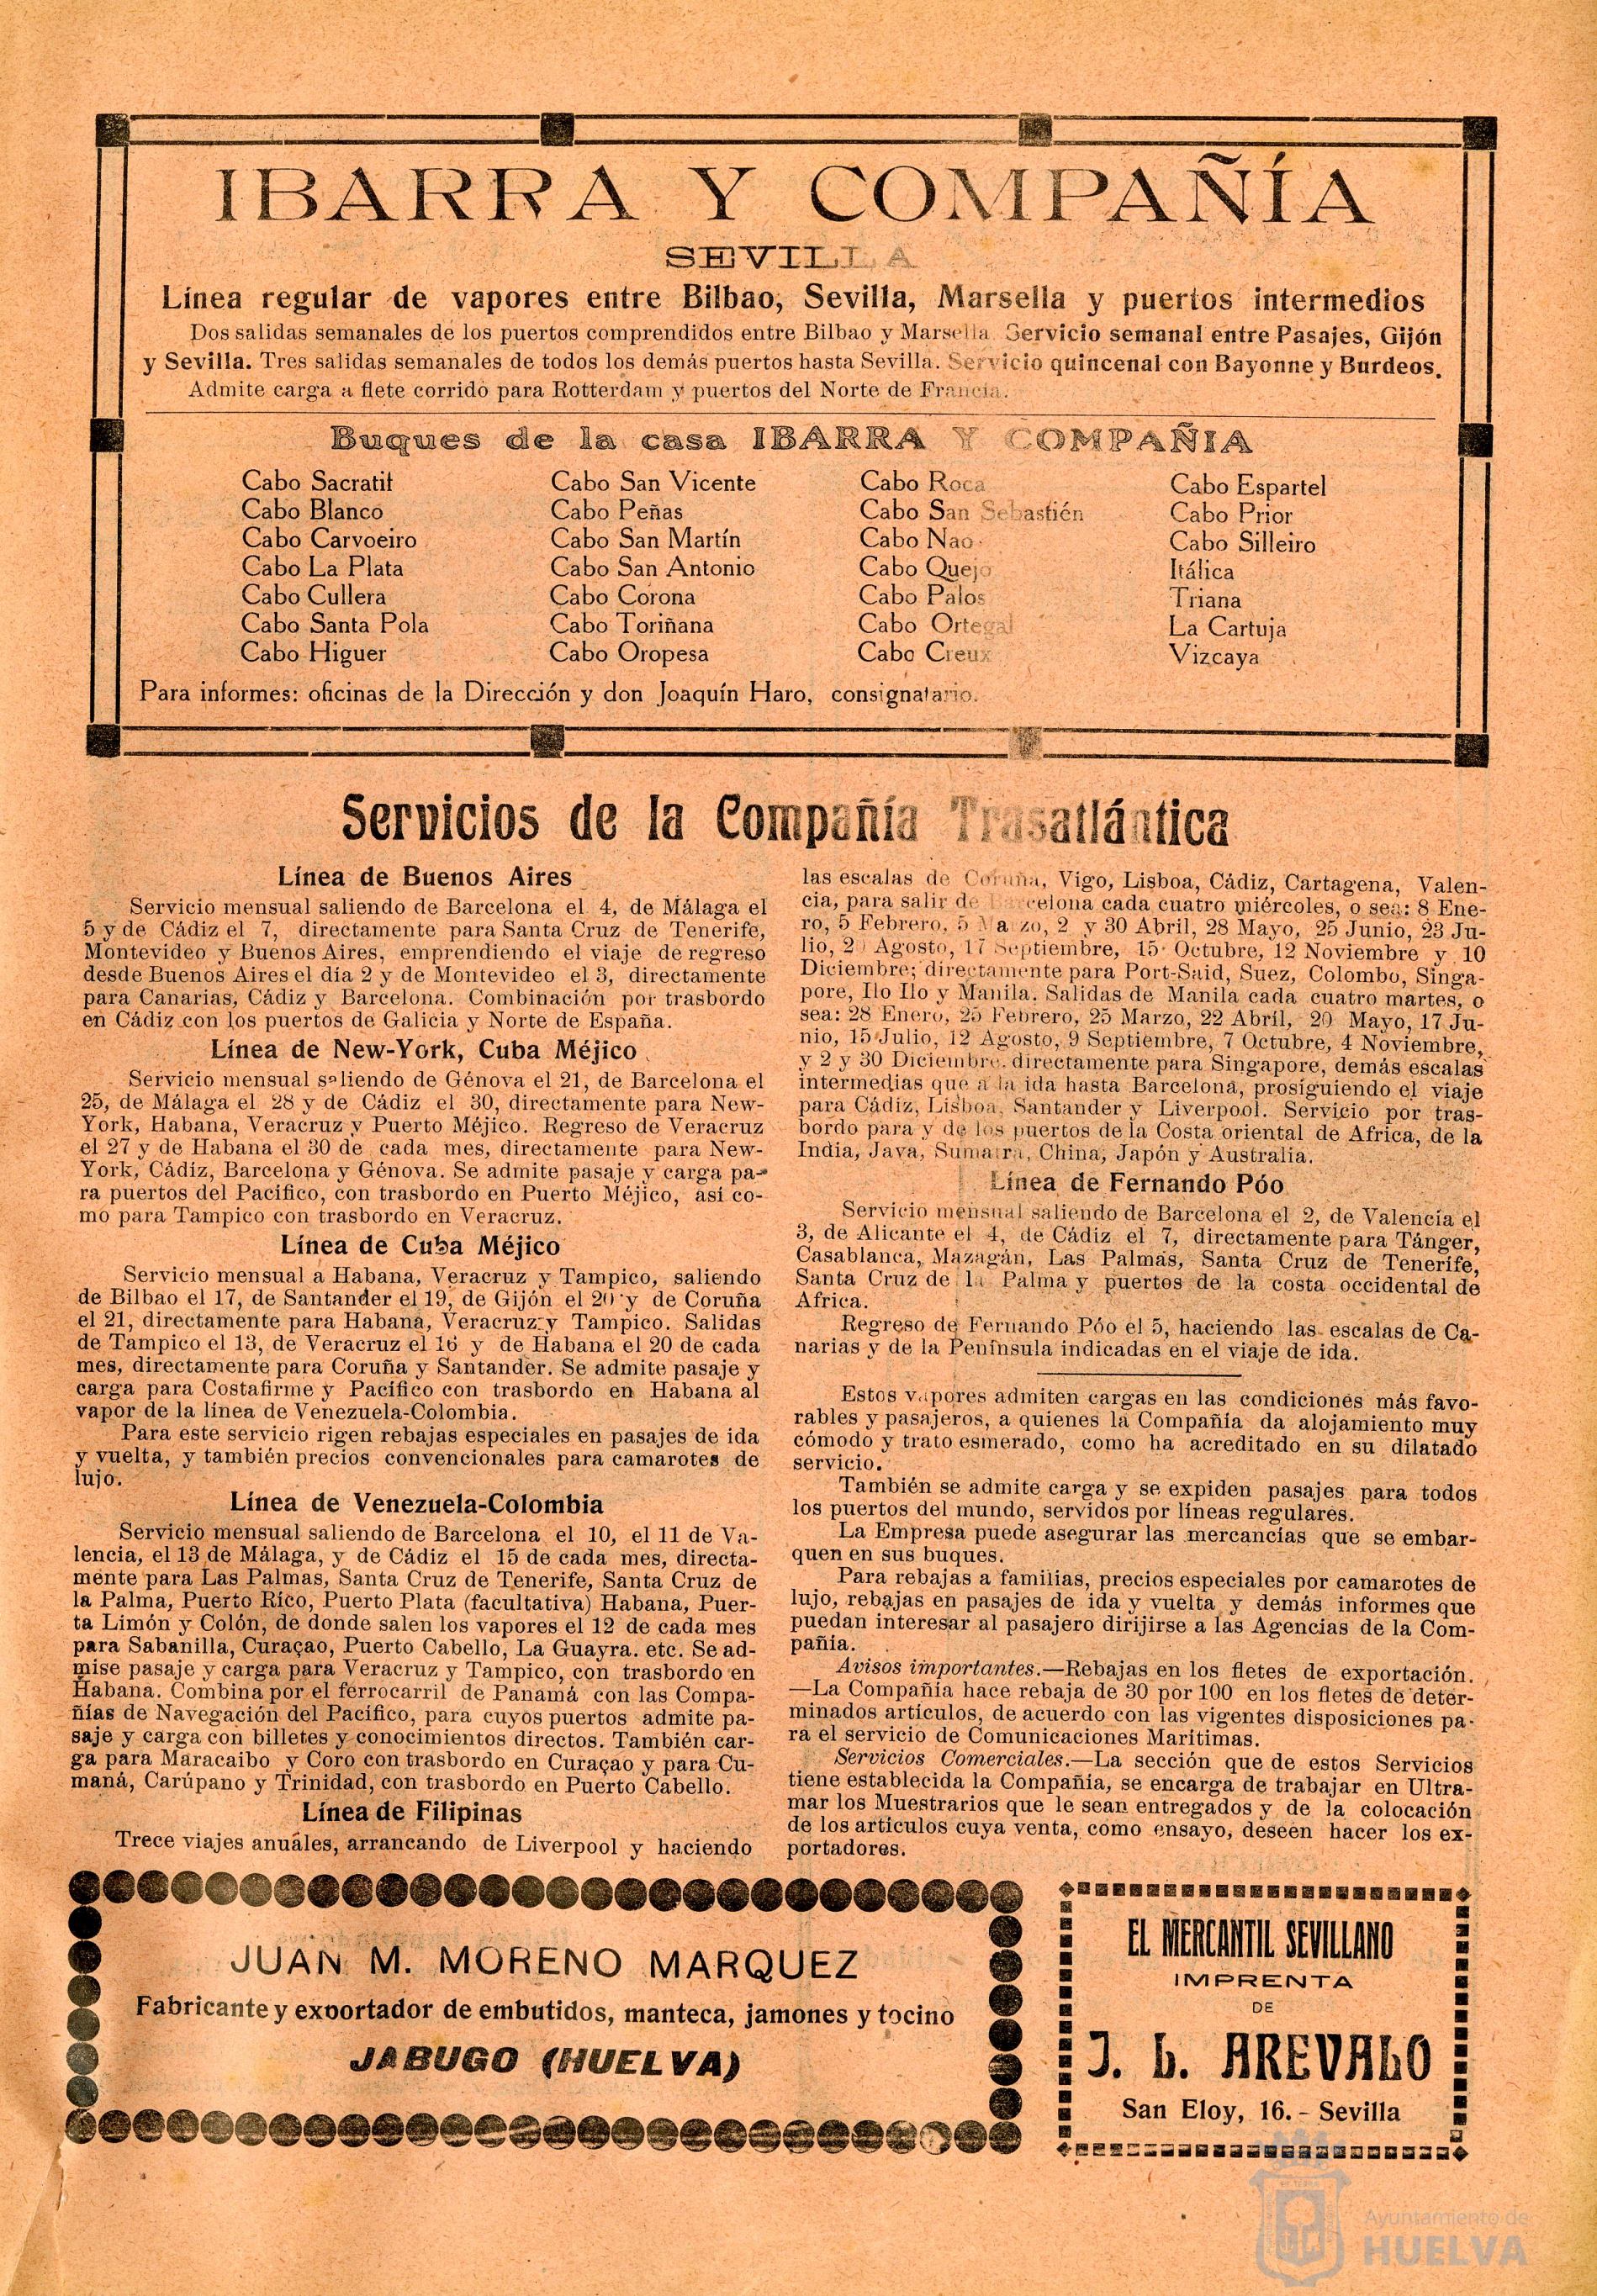 IBARRA Y COMPAÑÍA
SEVILLA
Línea regular de vapores entre Bilbao, Sevilla, Marsella y puertos intermedios
Dos salidas semanales de los puertos comprendidos entre Bilbao y Marsella. Servicio semanal entre Pasajes, Gijón
y Sevilla. Tres salidas semanales de todos los demás puertos hasta Sevilla. Servicio quincenal con Bayonne y Burdeos.
Admite carga a flete corrido para Rotterdam y puertos del Norte de Francia.
Buques de la casa IBARRA Y COMPAÑIA
Cabo Sacratif
Cabo Blanco
Cabo Carvoeiro
Cabo La Plata
Cabo Cullera
Cabo Santa Pola
Cabo Higuer
Cabo San Vicente
Cabo Peñas
Cabo San Martín
Cabo San Antonio
Cabo Corona
Cabo Toriñana
Cabo Oropesa
Cabo Roca
Cabo San Sebastién
Cabo Nao
Cabo Quejo
Cabo Palos
Cabo Ortegal
Cabo Creux
Cabo Espartel
Cabo Prior
Cabo Silleiro
Itálica
Triana
La Cartuja
Vizcaya
Para informes: oficinas de la Dirección y don Joaquín Haro, consignatario.
Servicios de la Compañía Trasatlántica
Línea de Buenos Aires
Servicio mensual saliendo de Barcelona el 4, de Málaga el
5 y de Cádiz el 7, directamente para Santa Cruz de Tenerife,
Montevideo y Buenos Aires, emprendiendo el viaje de regreso
desde Buenos Aires el día 2 y de Montevideo el 3, directamente
para Canarias, Cádiz y Barcelona. Combinación por trasbordo
en Cádiz con los puertos de Galicia y Norte de España.
Línea de New-York, Cuba Méjico
Servicio mensual saliendo de Génova el 21, de Barcelona el
25, de Málaga el 28 y de Cádiz el 30, directamente para New-
York, Habana, Veracruz y Puerto Méjico. Regreso de Veracruz
el 27 y de Habana el 30 de cada mes, directamente para New-
York, Cádiz, Barcelona y Génova. Se admite pasaje y carga pa-
ra puertos del Pacifico, con trasbordo en Puerto Méjico, asi co-
mo para Tampico con trasbordo en Veracruz.
Línea de Cuba Méjico
Servicio mensual a Habana, Veracruz y Tampico, saliendo
de Bilbao el 17, de Santander el 19, de Gijón el 20 y de Coruña
el 21, directamente para Habana, Veracruz y Tampico. Salidas
de Tampico el 13, de Veracruz el 16 y de Habana el 20 de cada
mes, directamente para Coruña y Santander. Se admite pasaje y
carga para Costafirme y Pacífico con trasbordo en Habana al
vapor de la línea de Venezuela-Colombia.
Para este servicio rigen rebajas especiales en pasajes de ida
y vuelta, y también precios convencionales para camarotes de
lujo.
Línea de Venezuela-Colombia
Servicio mensual saliendo de Barcelona el 10, el 11 de Va-
lencia, el 13 de Málaga, y de Cádiz el 15 de cada mes, directa-
mente para Las Palmas, Santa Cruz de Tenerife, Santa Cruz de
la Palma, Puerto Rico, Puerto Plata (facultativa) Habana, Puer-
ta Limón y Colón, de donde salen los vapores el 12 de cada mes
para Sabanilla, Curaçao, Puerto Cabello, La Guayra. etc. Se ad-
mise pasaje y carga para Veracruz y Tampico, con trasbordo en
Habana. Combina por el ferrocarril de Panamá con las Compa-
ñías de Navegación del Pacífico, para cuyos puertos admite pa-
saje y carga con billetes y conocimientos directos. También car-
ga para Maracaibo y Coro con trasbordo en Curaçao y para Cu-
maná, Carúpano y Trinidad, con trasbordo en Puerto Cabello.
Línea de Filipinas
Trece viajes anuáles, arrancando de Liverpool y haciendo
las escalas de Coruña, Vigo, Lisboa, Cádiz, Cartagena, Valen-
cia, para salir de Barcelona cada cuatro miércoles, o sea: 8 Ene-
ro, 5 Febrero, 5 Marzo, 2 y 30 Abril, 28 Mayo, 25 Junio, 23 Ju-
lio, Agosto, 17 Septiembre, 15 Octubre, 12 Noviembre y 10
Diciembre; directamente para Port-Said, Suez, Colombo, Singa-
pore, Ilo Ilo y Manila. Salidas de Manila cada cuatro martes, o
sea: 28 Enero, 25 Febrero, 25 Marzo, 22 Abril, 20 Mayo, 17 Ju-
nio, 15 Julio, 12 Agosto, 9 Septiembre, 7 Octubre, 4 Noviembre,
y 2 y 30 Diciembre, directamente para Singapore, demás escalas
intermedias que a la ida hasta Barcelona, prosiguiendo el viaje
para Cádiz, Lisboa, Santander y Liverpool. Servicio por tras-
bordo para y de los puertos de la Costa oriental de Africa, de la
India, Java, Sumatra, China, Japón y Australia.
Línea de Fernando Póo
Servicio mensual saliendo de Barcelona el 2, de Valencia el
3, de Alicante el 4, de Cádiz el 7, directamente para Tánger,
Casablanca, Mazagán, Las Palmas, Santa Cruz de Tenerife,
Santa Cruz de la Palma y puertos de la costa occidental de
Africa.
Regreso de Fernando Póo el 5, haciendo las escalas de Ca-
narias y de la Península indicadas en el viaje de ida.
Estos vapores admiten cargas en las condiciones más favo-
rables y pasajeros, a quienes la Compañía da alojamiento muy
cómodo y trato esmerado, como ha acreditado en su dilatado
servicio.
También se admite carga y se expiden pasajes para todos
los puertos del mundo, servidos por líneas regulares.
La Empresa puede asegurar las mercancías que se embar-
quen en sus buques.
Para rebajas a familias, precios especiales por camarotes de
lujo, rebajas en pasajes de ida y vuelta y demás informes que
puedan interesar al pasajero dirijirse a las Agencias de la Com-
pañía.
Avisos importantes.—Rebajas en los fletes de exportación.
—La Compañía hace rebaja de 30 por 100 en los fletes de deter-
minados artículos, de acuerdo con las vigentes disposiciones pa-
ra el servicio de Comunicaciones Marítimas.
Servicios Comerciales.—La sección que de estos Servicios
tiene establecida la Compañía, se encarga de trabajar en Ultra-
mar los Muestrarios que le sean entregados y de la colocación
de los artículos cuya venta, como ensayo, deseen hacer los ex-
portadores.
JUAN M. MORENO MARQUEZ
Fabricante y exportador de embutidos, manteca, jamones y tocino
JABUGO (HUELVA)
EL MERCANTIL SEVILLANO
IMPRENTA
DE
J. L. AREVALO
San Eloy, 16. - Sevilla
Ayuntamiento de
HUELVA